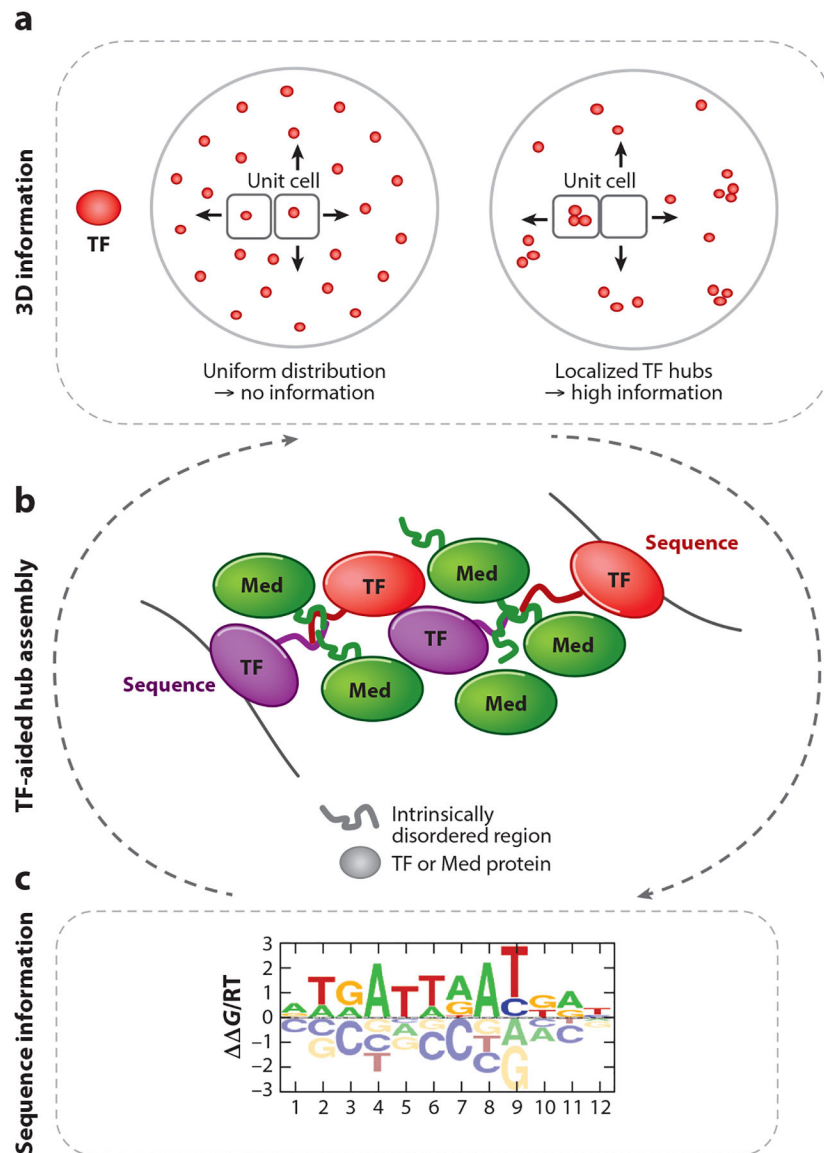 a
3D information
TF
Unit cell
Unit cell
Uniform distribution
→ no information
Localized TF hubs
→ high information
b
TF-aided hub assembly
Med
TF
Med
TF
Sequence
TF
TF
Med
Sequence
Med
Med
Intrinsically
disordered region
TF or Med protein
c
Sequence information
ΔΔG/RT
3
2
1
0
–1
–2
–3
A T G A T T A A T G A T
G A A G C T
C C C G C A C C G A C C G
G C G T A C
T C G
1 2 3 4 5 6 7 8 9 10 11 12